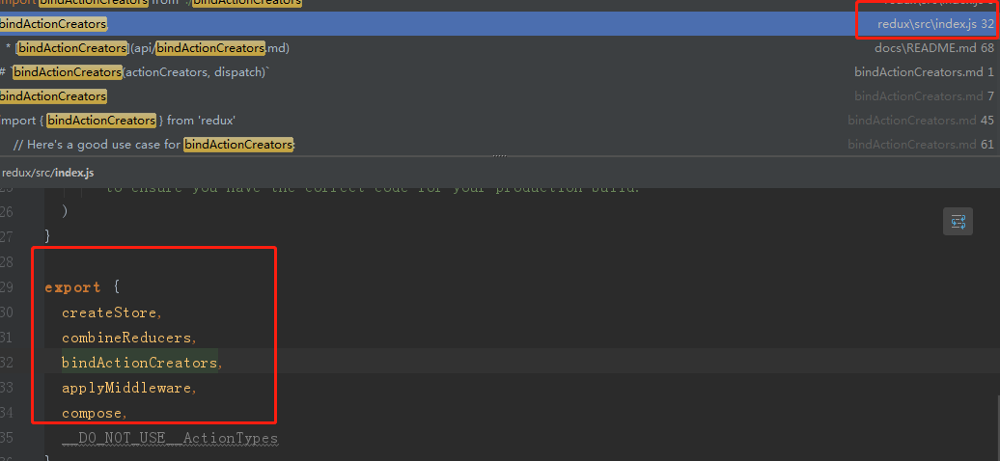 import bindActionCreators from './bindActionCreators
bindActionCreators redux\src\index.js 32
* [bindActionCreators](api/bindActionCreators.md) docs\README.md 68
# `bindActionCreators(actionCreators, dispatch)` bindActionCreators.md 1
bindActionCreators bindActionCreators.md 7
import { bindActionCreators } from 'redux' bindActionCreators.md 45
// Here's a good use case for bindActionCreators: bindActionCreators.md 61
redux/src/index.js
25 to ensure you have the correct code for your production build.
26 )
27 }
28
29 export {
30 createStore,
31 combineReducers,
32 bindActionCreators,
33 applyMiddleware,
34 compose,
35 __DO_NOT_USE__ActionTypes